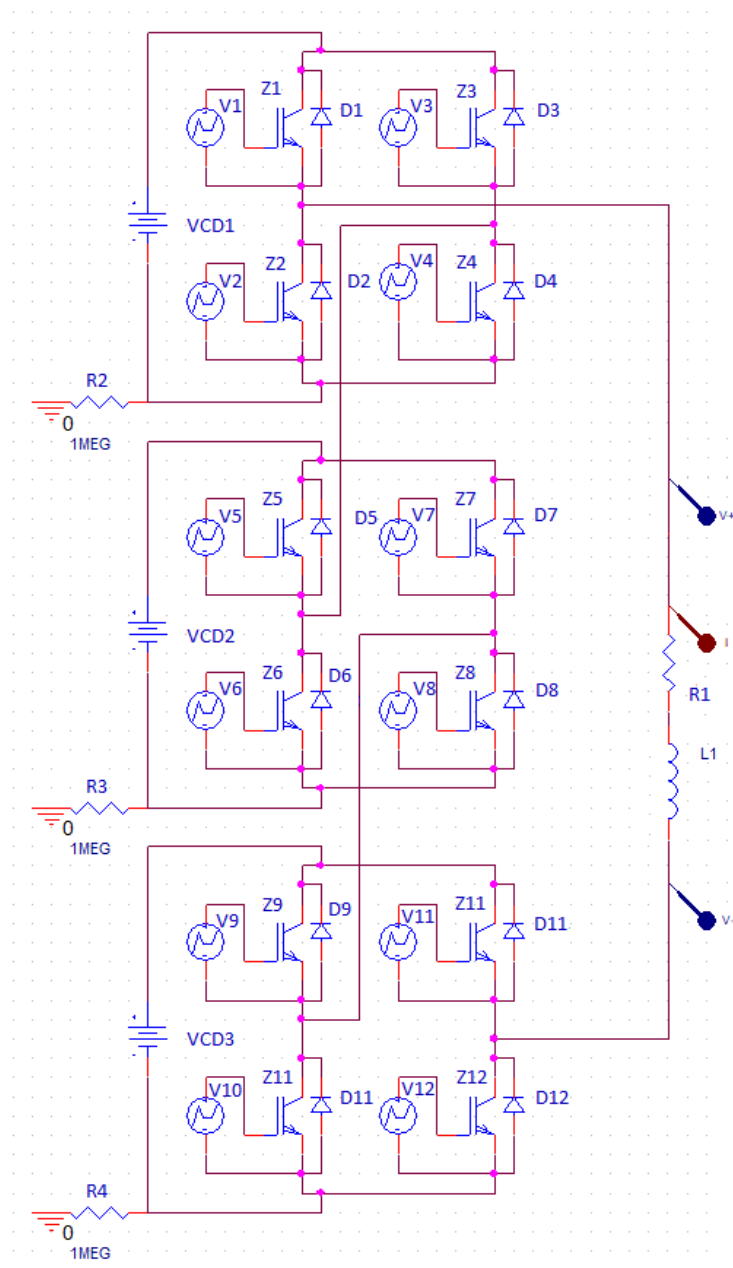 Z1
V1
D1
Z3
V3
D3
VCD1
Z2
V2
D2
Z4
V4
D4
R2
0
1MEG
Z5
V5
D5
Z7
V7
D7
VCD2
Z6
V6
D6
Z8
V8
D8
V+
I
R1
L1
R3
0
1MEG
Z9
V9
D9
Z11
V11
D11
V-
VCD3
Z11
V10
D11
Z12
V12
D12
R4
0
1MEG